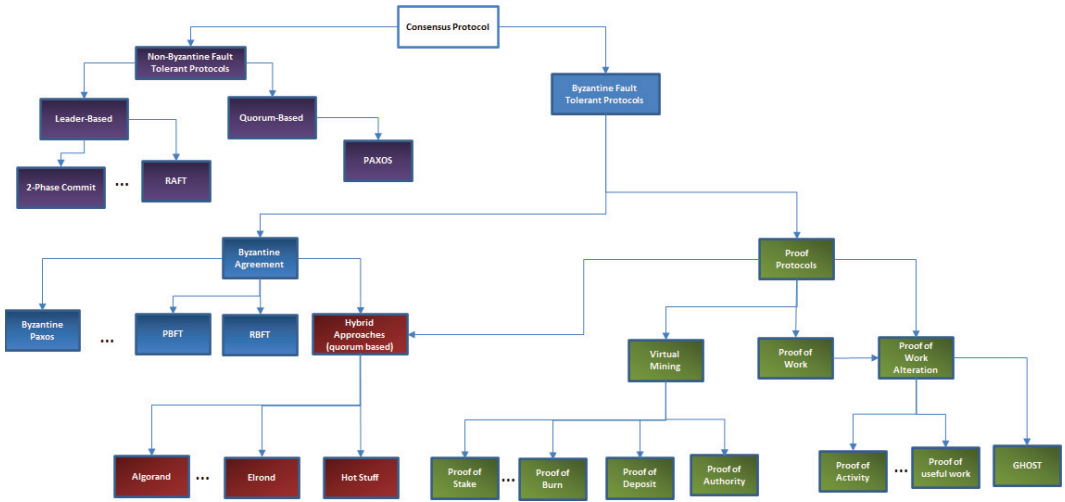 Consensus Protocol
Non-Byzantine Fault
Tolerant Protocols
Byzantine Fault
Tolerant Protocols
Leader-Based
Quorum-Based
2-Phase Commit
...
RAFT
PAXOS
Byzantine
Agreement
Proof
Protocols
Byzantine
Paxos
...
PBFT
RBFT
Hybrid
Approaches
(quorum based)
Virtual
Mining
Proof of
Work
Proof of
Work
Alteration
Algorand
...
Elrond
Hot Stuff
Proof of
Stake
...
Proof of
Burn
Proof of
Deposit
Proof of
Authority
Proof of
Activity
...
Proof of
useful work
GHOST